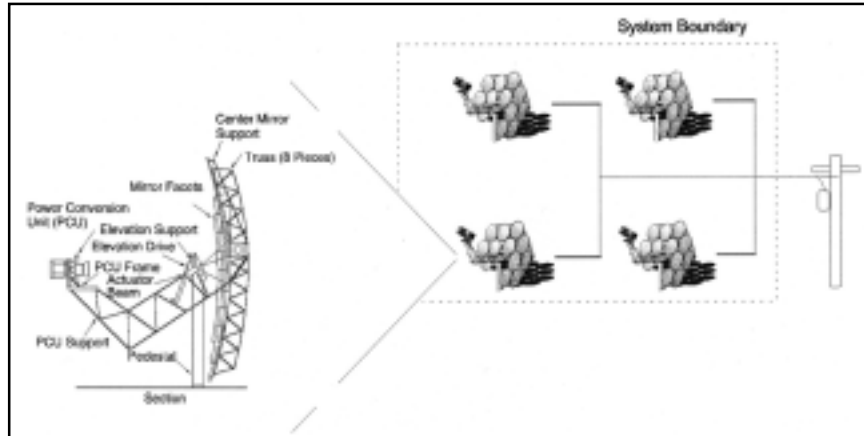 System Boundary
Center Mirror
Support
Truss (8 Pieces)
Mirror Facets
Power Conversion
Unit (PCU)
Elevation Support
Elevation Drive
PCU Frame
Actuator
Beam
PCU Support
Pedestal
Section